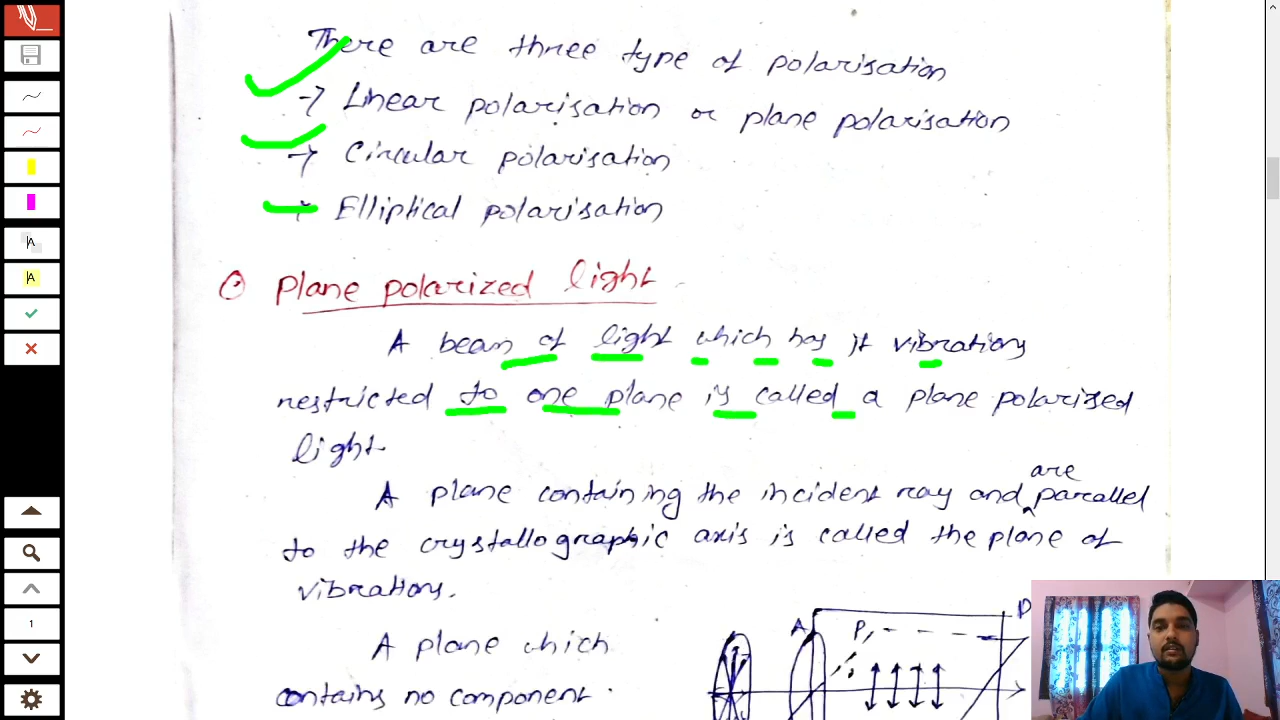 There are three type of polarisation
→ Linear polarisation or plane polarisation
→ Circular polarisation
→ Elliptical polarisation
⊙ Plane polarized light
A beam of light which has it vibrations
restricted to one plane is called a plane polarized
light.
are
A plane containing the incident ray and parallel
to the crystallographic axis is called the plane of
vibrations.
A plane which
contains no component
A P D
A
A
1